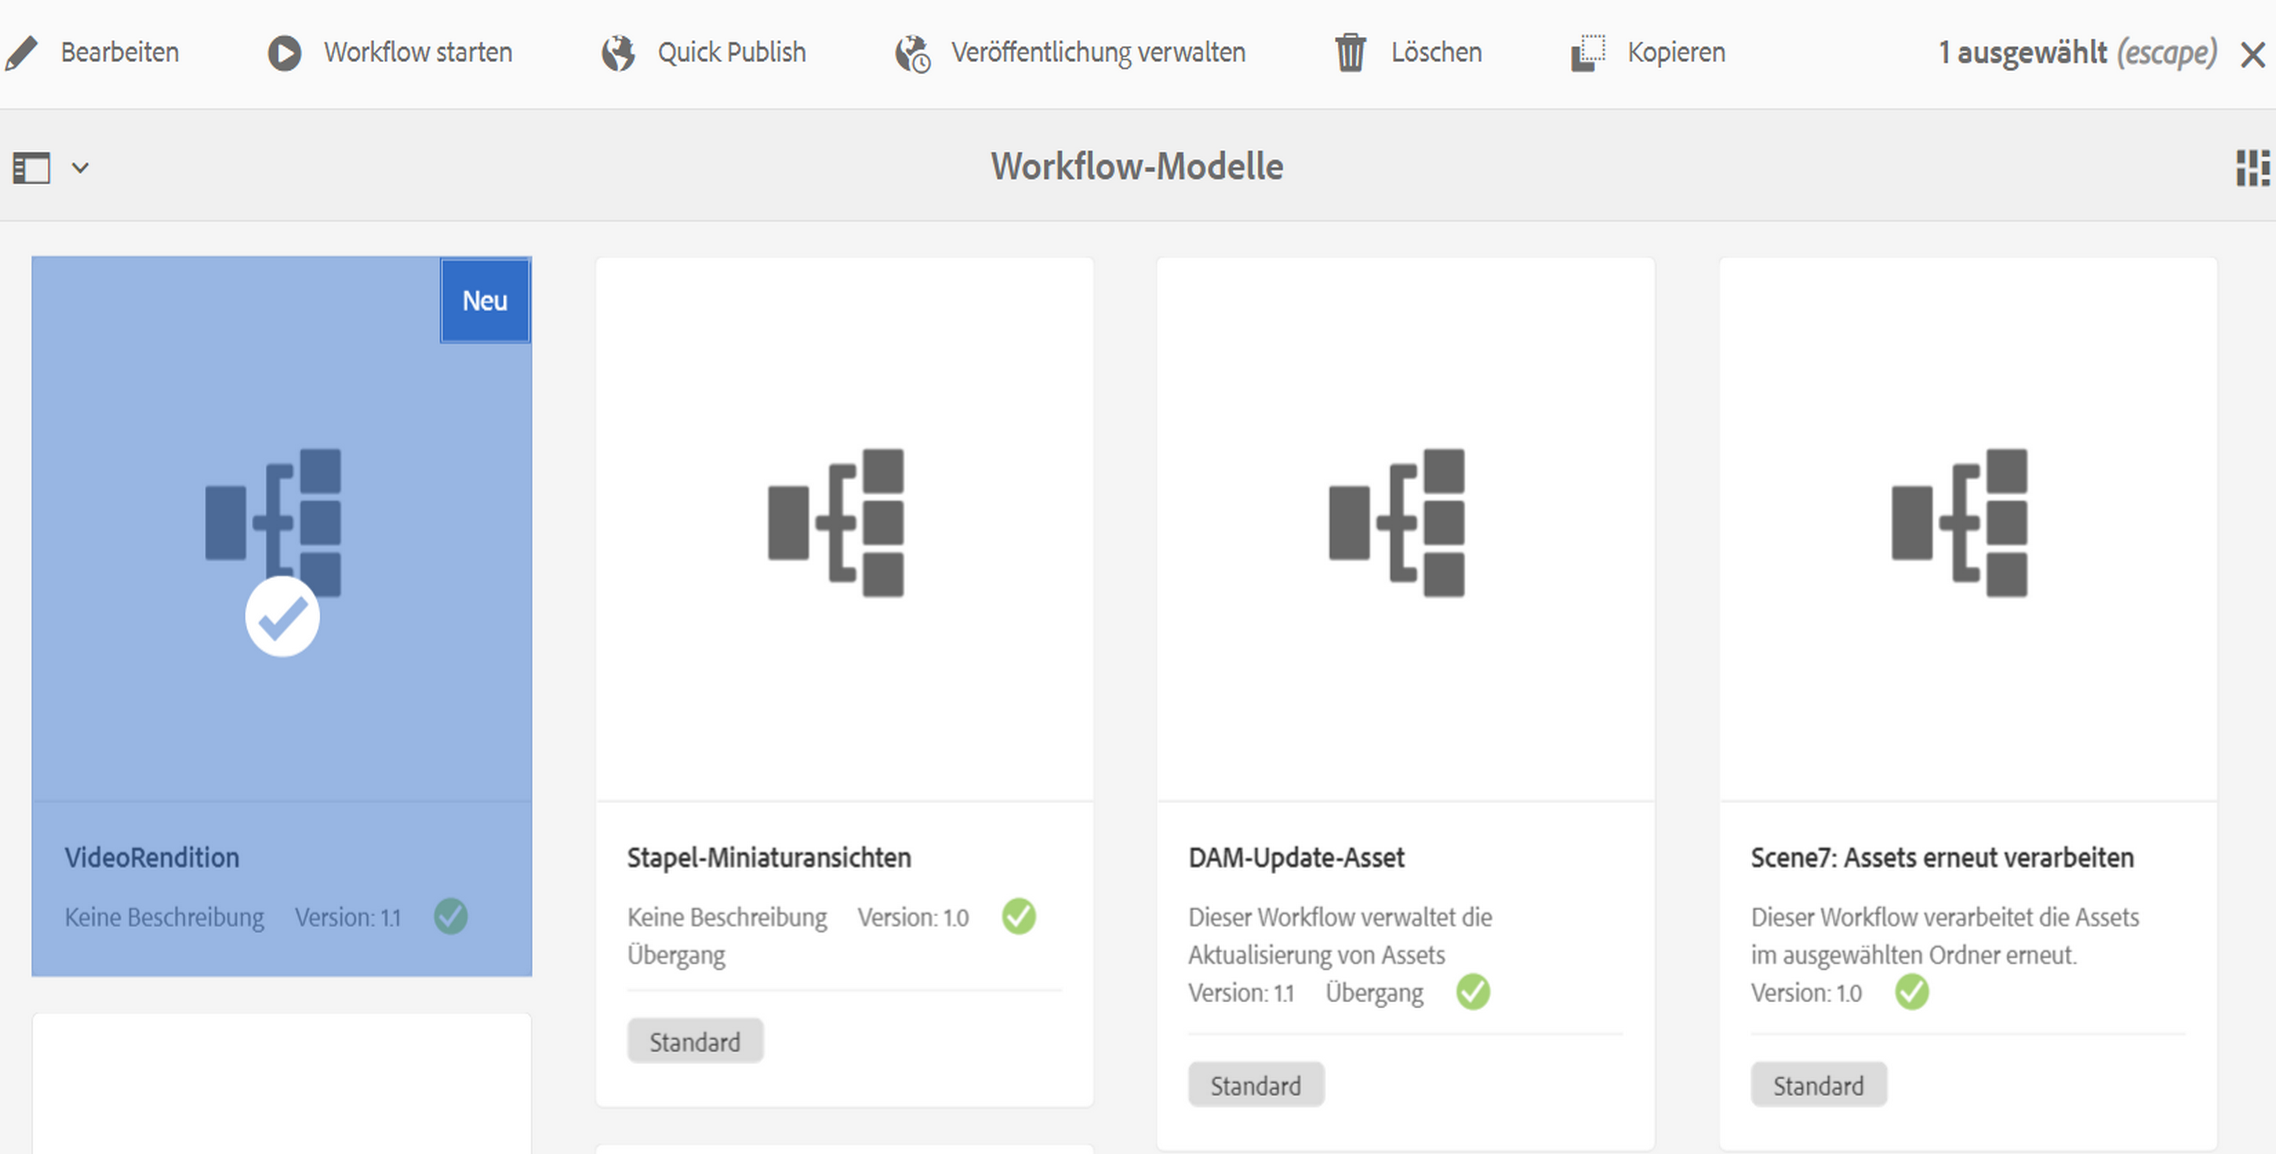 Bearbeiten Workflow starten Quick Publish Veröffentlichung verwalten Löschen Kopieren 1 ausgewählt (escape)
Workflow-Modelle
Neu
VideoRendition
Keine Beschreibung Version: 1.1
Stapel-Miniaturansichten
Keine Beschreibung Version: 1.0
Übergang
Standard
DAM-Update-Asset
Dieser Workflow verwaltet die
Aktualisierung von Assets
Version: 1.1 Übergang
Standard
Scene7: Assets erneut verarbeiten
Dieser Workflow verarbeitet die Assets
im ausgewählten Ordner erneut.
Version: 1.0
Standard